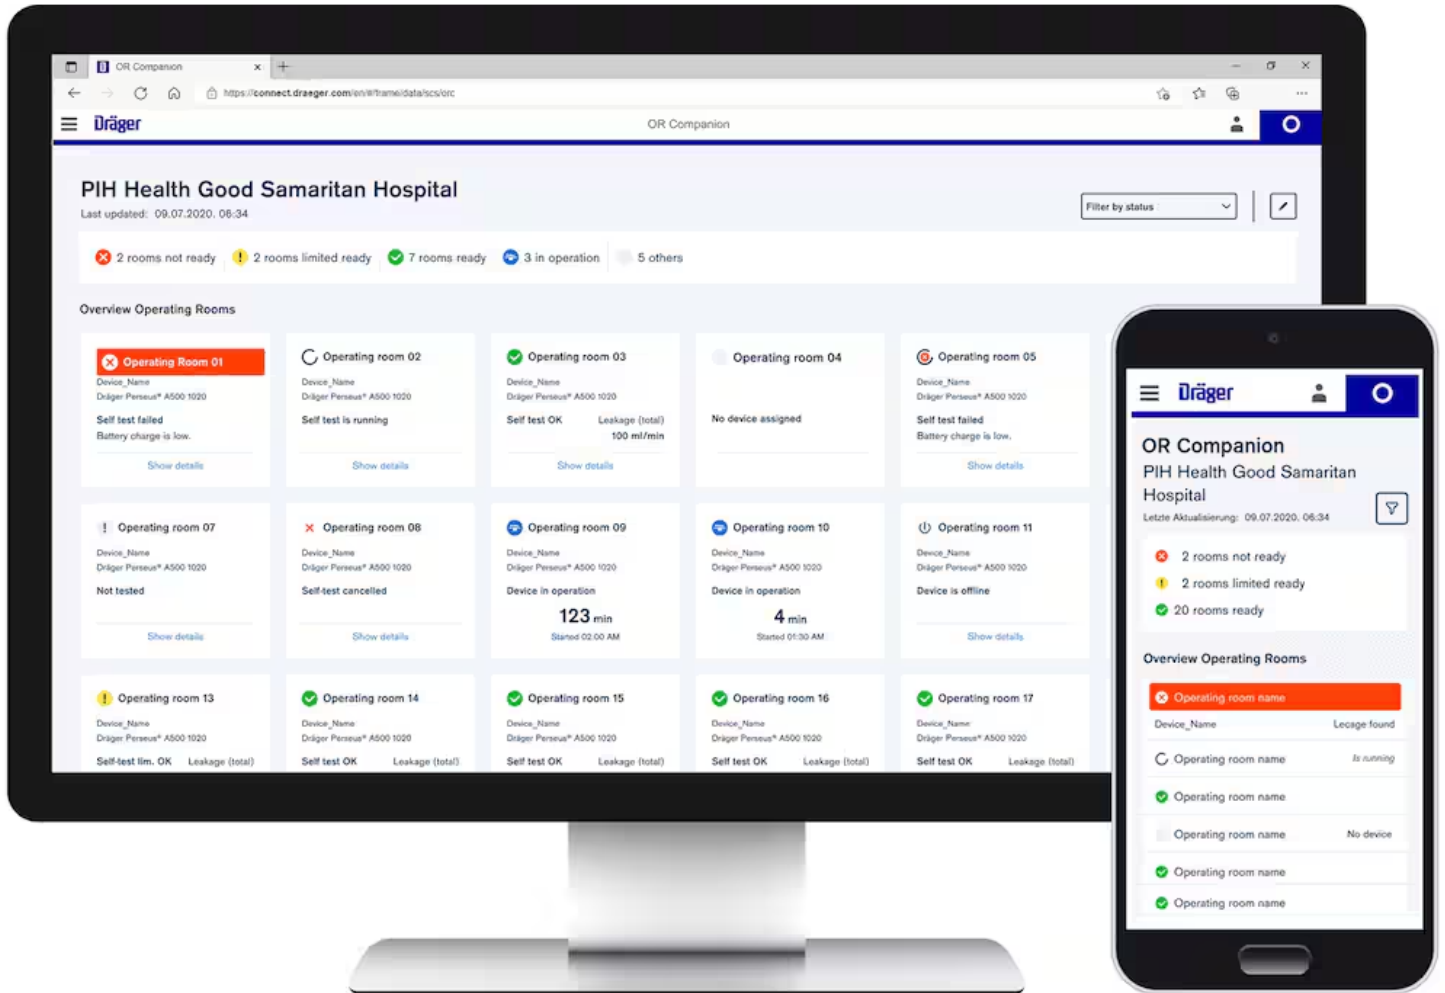 OR Companion
https://connect.draeger.com/en/#frame/data/scs/orc
Dräger
OR Companion
PIH Health Good Samaritan Hospital
Last updated: 09.07.2020. 06:34
Filter by status
2 rooms not ready
2 rooms limited ready
7 rooms ready
3 in operation
5 others
Overview Operating Rooms
Operating Room 01
Device_Name
Dräger Perseus® A500 1020
Self test failed
Battery charge is low.
Show details
Operating room 02
Device_Name
Dräger Perseus® A500 1020
Self test is running
Show details
Operating room 03
Device_Name
Dräger Perseus® A500 1020
Self test OK Leakage (total)
100 ml/min
Show details
Operating room 04
No device assigned
Operating room 05
Device_Name
Dräger Perseus® A500 1020
Self test failed
Battery charge is low.
Show details
Operating room 07
Device_Name
Dräger Perseus® A500 1020
Not tested
Show details
Operating room 08
Device_Name
Dräger Perseus® A500 1020
Self-test cancelled
Show details
Operating room 09
Device_Name
Dräger Perseus® A500 1020
Device in operation
123 min
Started 02:00 AM
Operating room 10
Device_Name
Dräger Perseus® A500 1020
Device in operation
4 min
Started 01:30 AM
Operating room 11
Device_Name
Dräger Perseus® A500 1020
Device is offline
Show details
Operating room 13
Device_Name
Dräger Perseus® A500 1020
Self-test lim. OK Leakage (total)
Operating room 14
Device_Name
Dräger Perseus® A500 1020
Self test OK Leakage (total)
Operating room 15
Device_Name
Dräger Perseus® A500 1020
Self test OK Leakage (total)
Operating room 16
Device_Name
Dräger Perseus® A500 1020
Self test OK Leakage (total)
Operating room 17
Device_Name
Dräger Perseus® A500 1020
Self test OK Leakage (total)
Dräger
OR Companion
PIH Health Good Samaritan
Hospital
Letzte Aktualisierung: 09.07.2020. 06:34
2 rooms not ready
2 rooms limited ready
20 rooms ready
Overview Operating Rooms
Operating room name
Device_Name Lecage found
Operating room name Is running
Operating room name
Operating room name No device
Operating room name
Operating room name